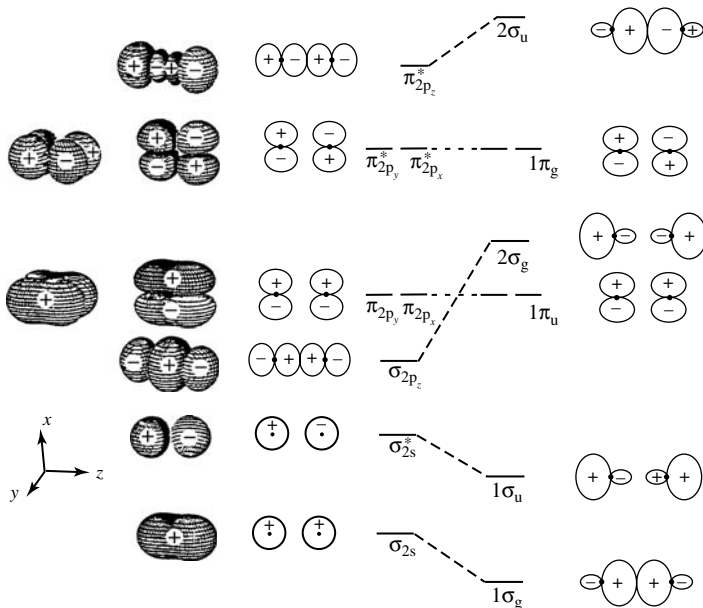 2σu
+ − + −
− + − +
+ − + −
π*2pz
+ −
+ − +
+ −
− +
+ −
− +
π*2py π*2px 1πg
+ −
− +
+ − − +
2σg
+
+
−
+ +
− −
π2py π2px
1πu
+ +
− −
− + −
− + + −
σ2pz
x
y
z
+ −
+ −
σ*2s
1σu
+ − + +
+
+ +
σ2s
1σg
− + + −